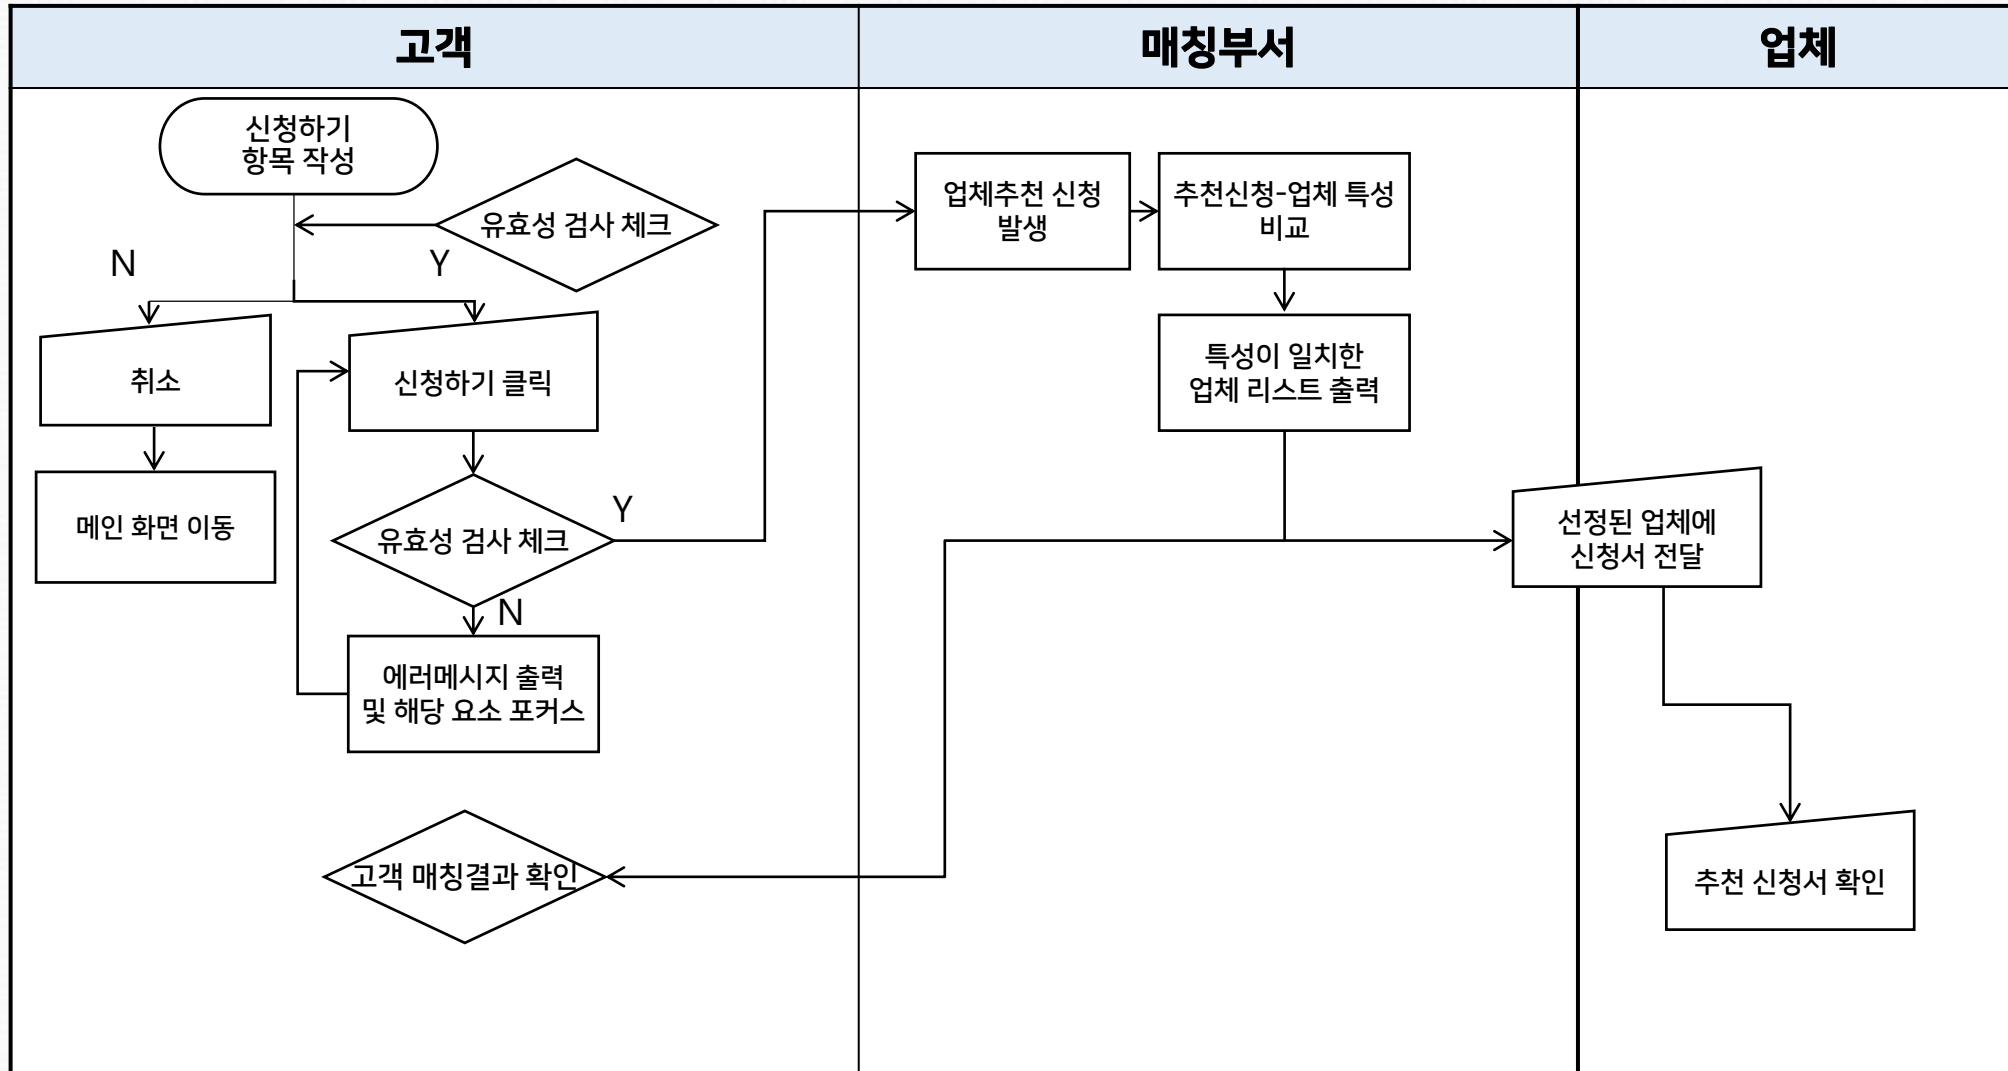 고객
매칭부서
업체
신청하기
항목 작성
유효성 검사 체크
N
Y
취소
신청하기 클릭
메인 화면 이동
유효성 검사 체크
Y
N
에러메시지 출력
및 해당 요소 포커스
고객 매칭결과 확인
업체추천 신청
발생
추천신청-업체 특성
비교
특성이 일치한
업체 리스트 출력
선정된 업체에
신청서 전달
추천 신청서 확인